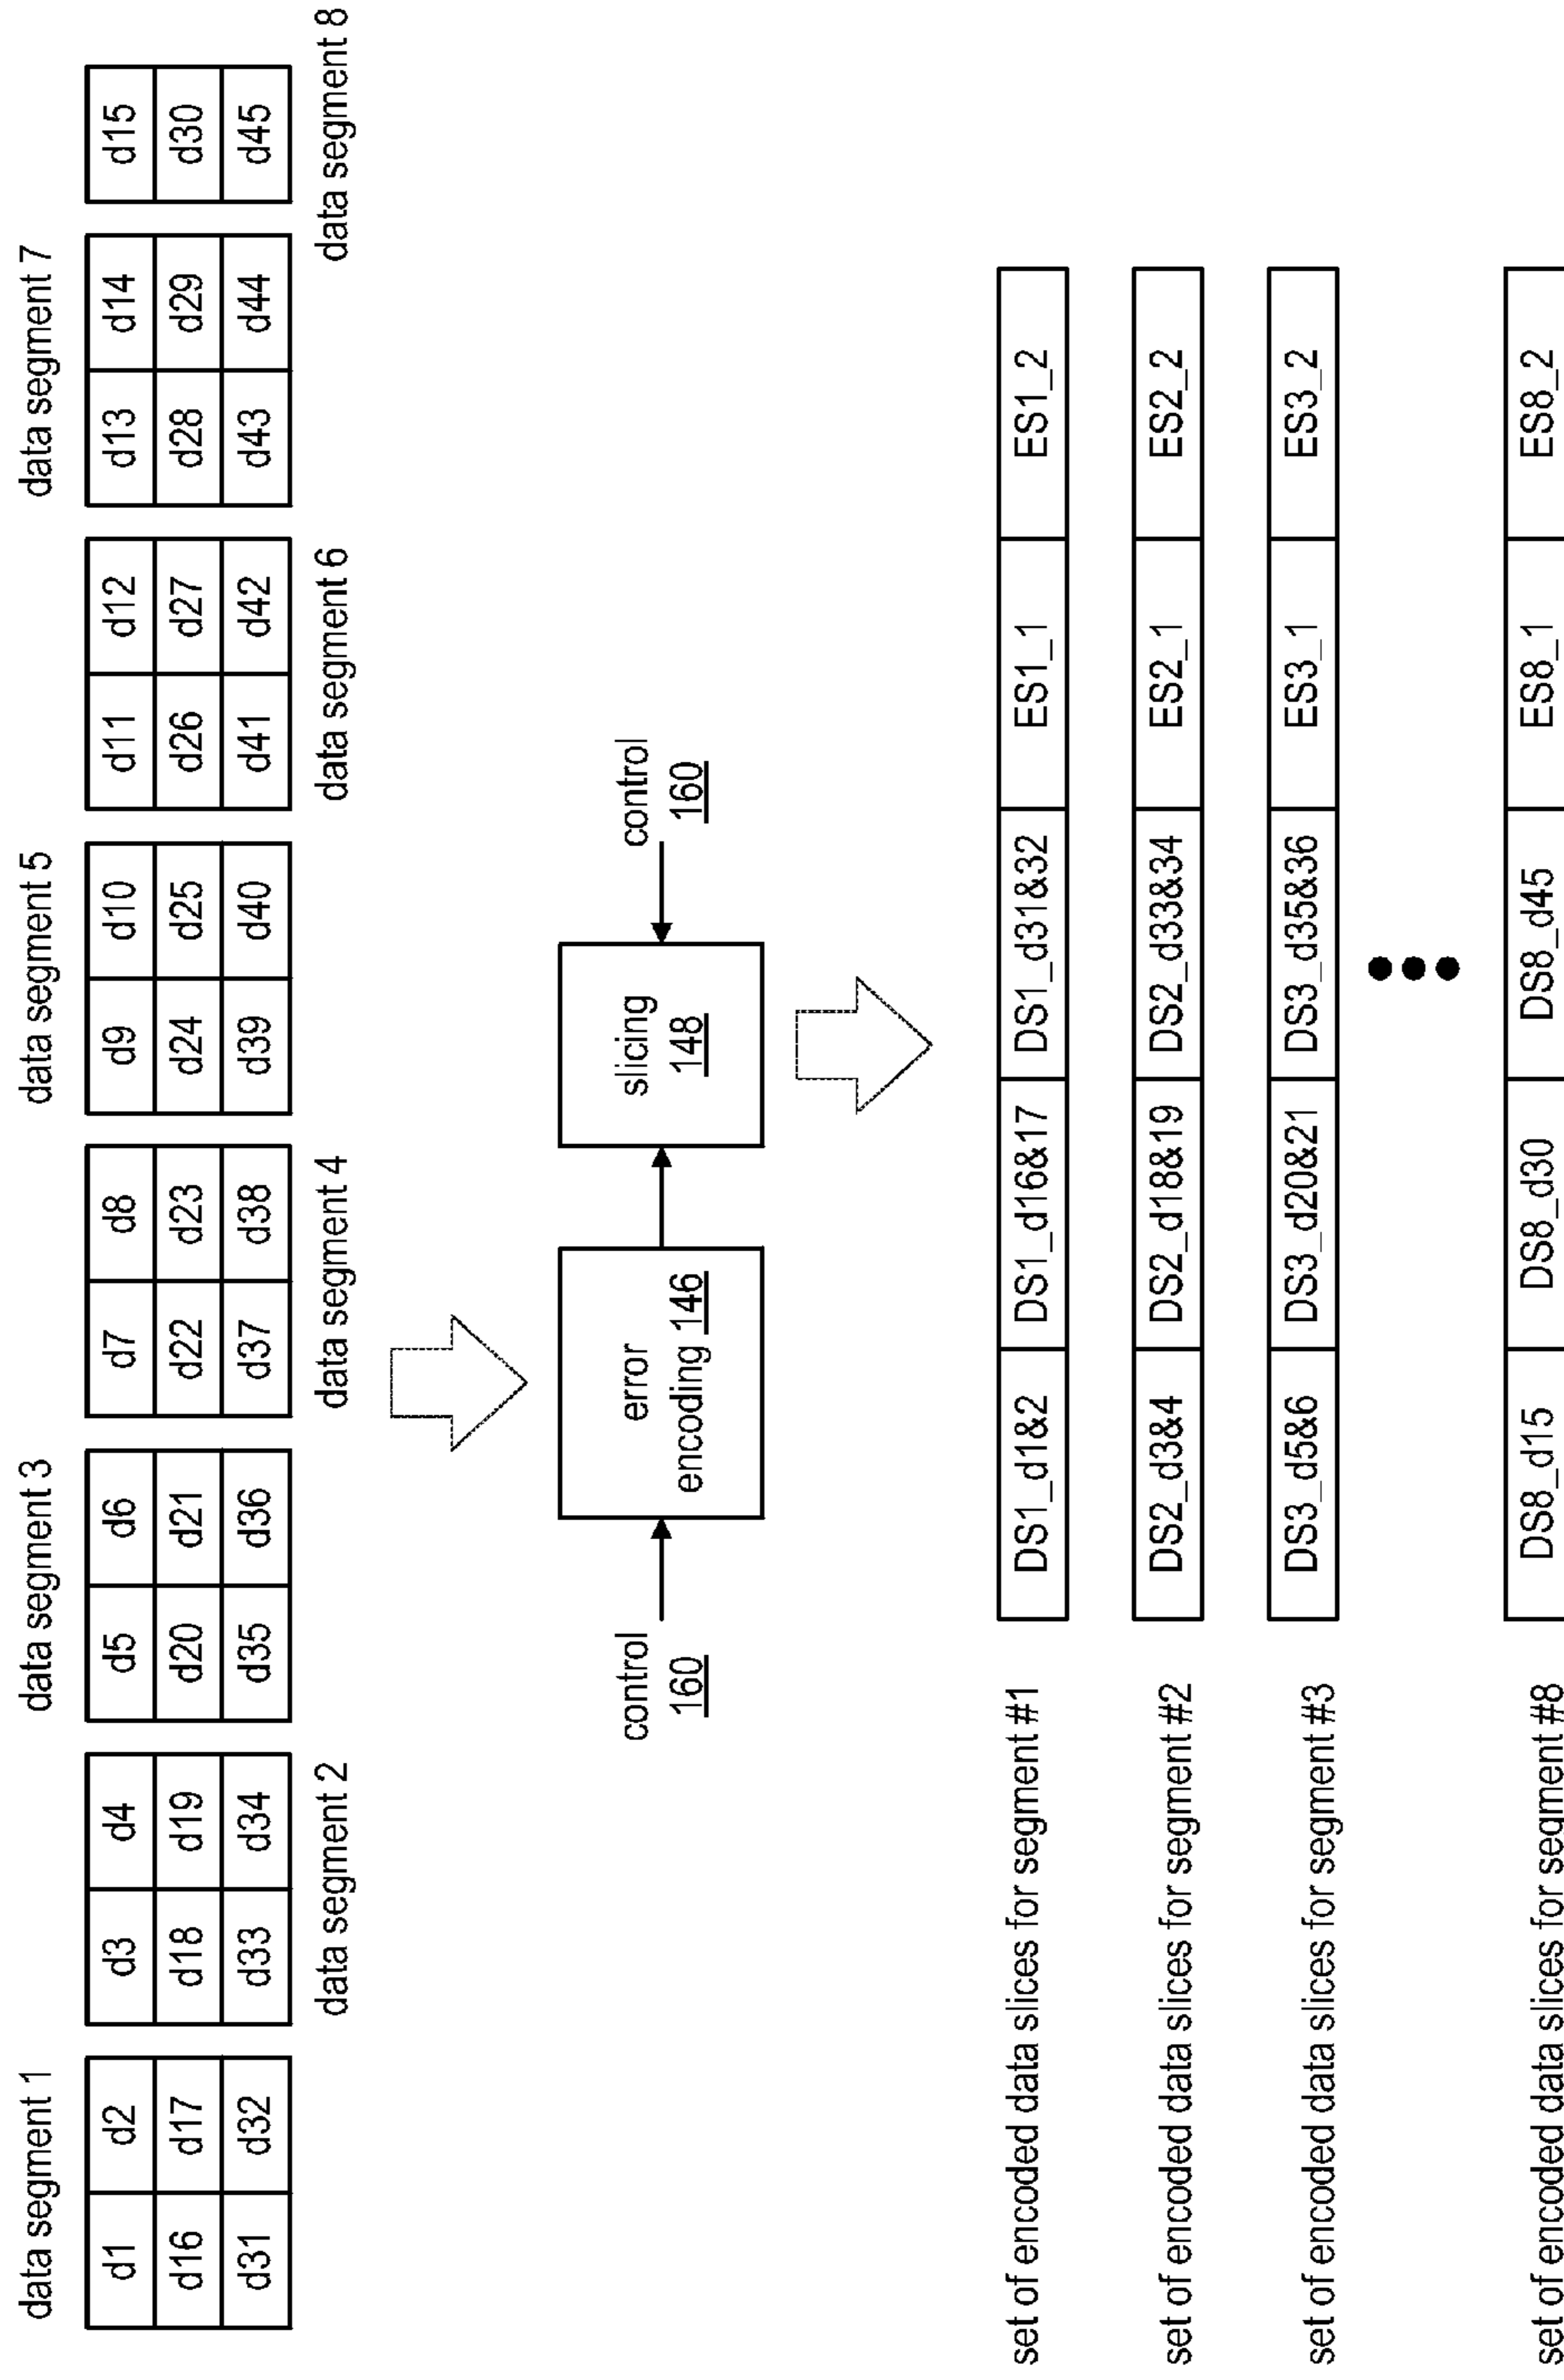 data segment 1
data segment 3
data segment 5
data segment 7
d1 d2 d3 d4 d5 d6 d7 d8 d9 d10 d11 d12 d13 d14 d15
d16 d17 d18 d19 d20 d21 d22 d23 d24 d25 d26 d27 d28 d29 d30
d31 d32 d33 d34 d35 d36 d37 d38 d39 d40 d41 d42 d43 d44 d45
data segment 2
data segment 4
data segment 6
data segment 8
control
160
error
encoding 146
slicing
148
control
160
set of encoded data slices for segment #1 DS1_d1&2 DS1_d16&17 DS1_d31&32 ES1_1 ES1_2
set of encoded data slices for segment #2 DS2_d3&4 DS2_d18&19 DS2_d33&34 ES2_1 ES2_2
set of encoded data slices for segment #3 DS3_d5&6 DS3_d20&21 DS3_d35&36 ES3_1 ES3_2
set of encoded data slices for segment #8 DS8_d15 DS8_d30 DS8_d45 ES8_1 ES8_2